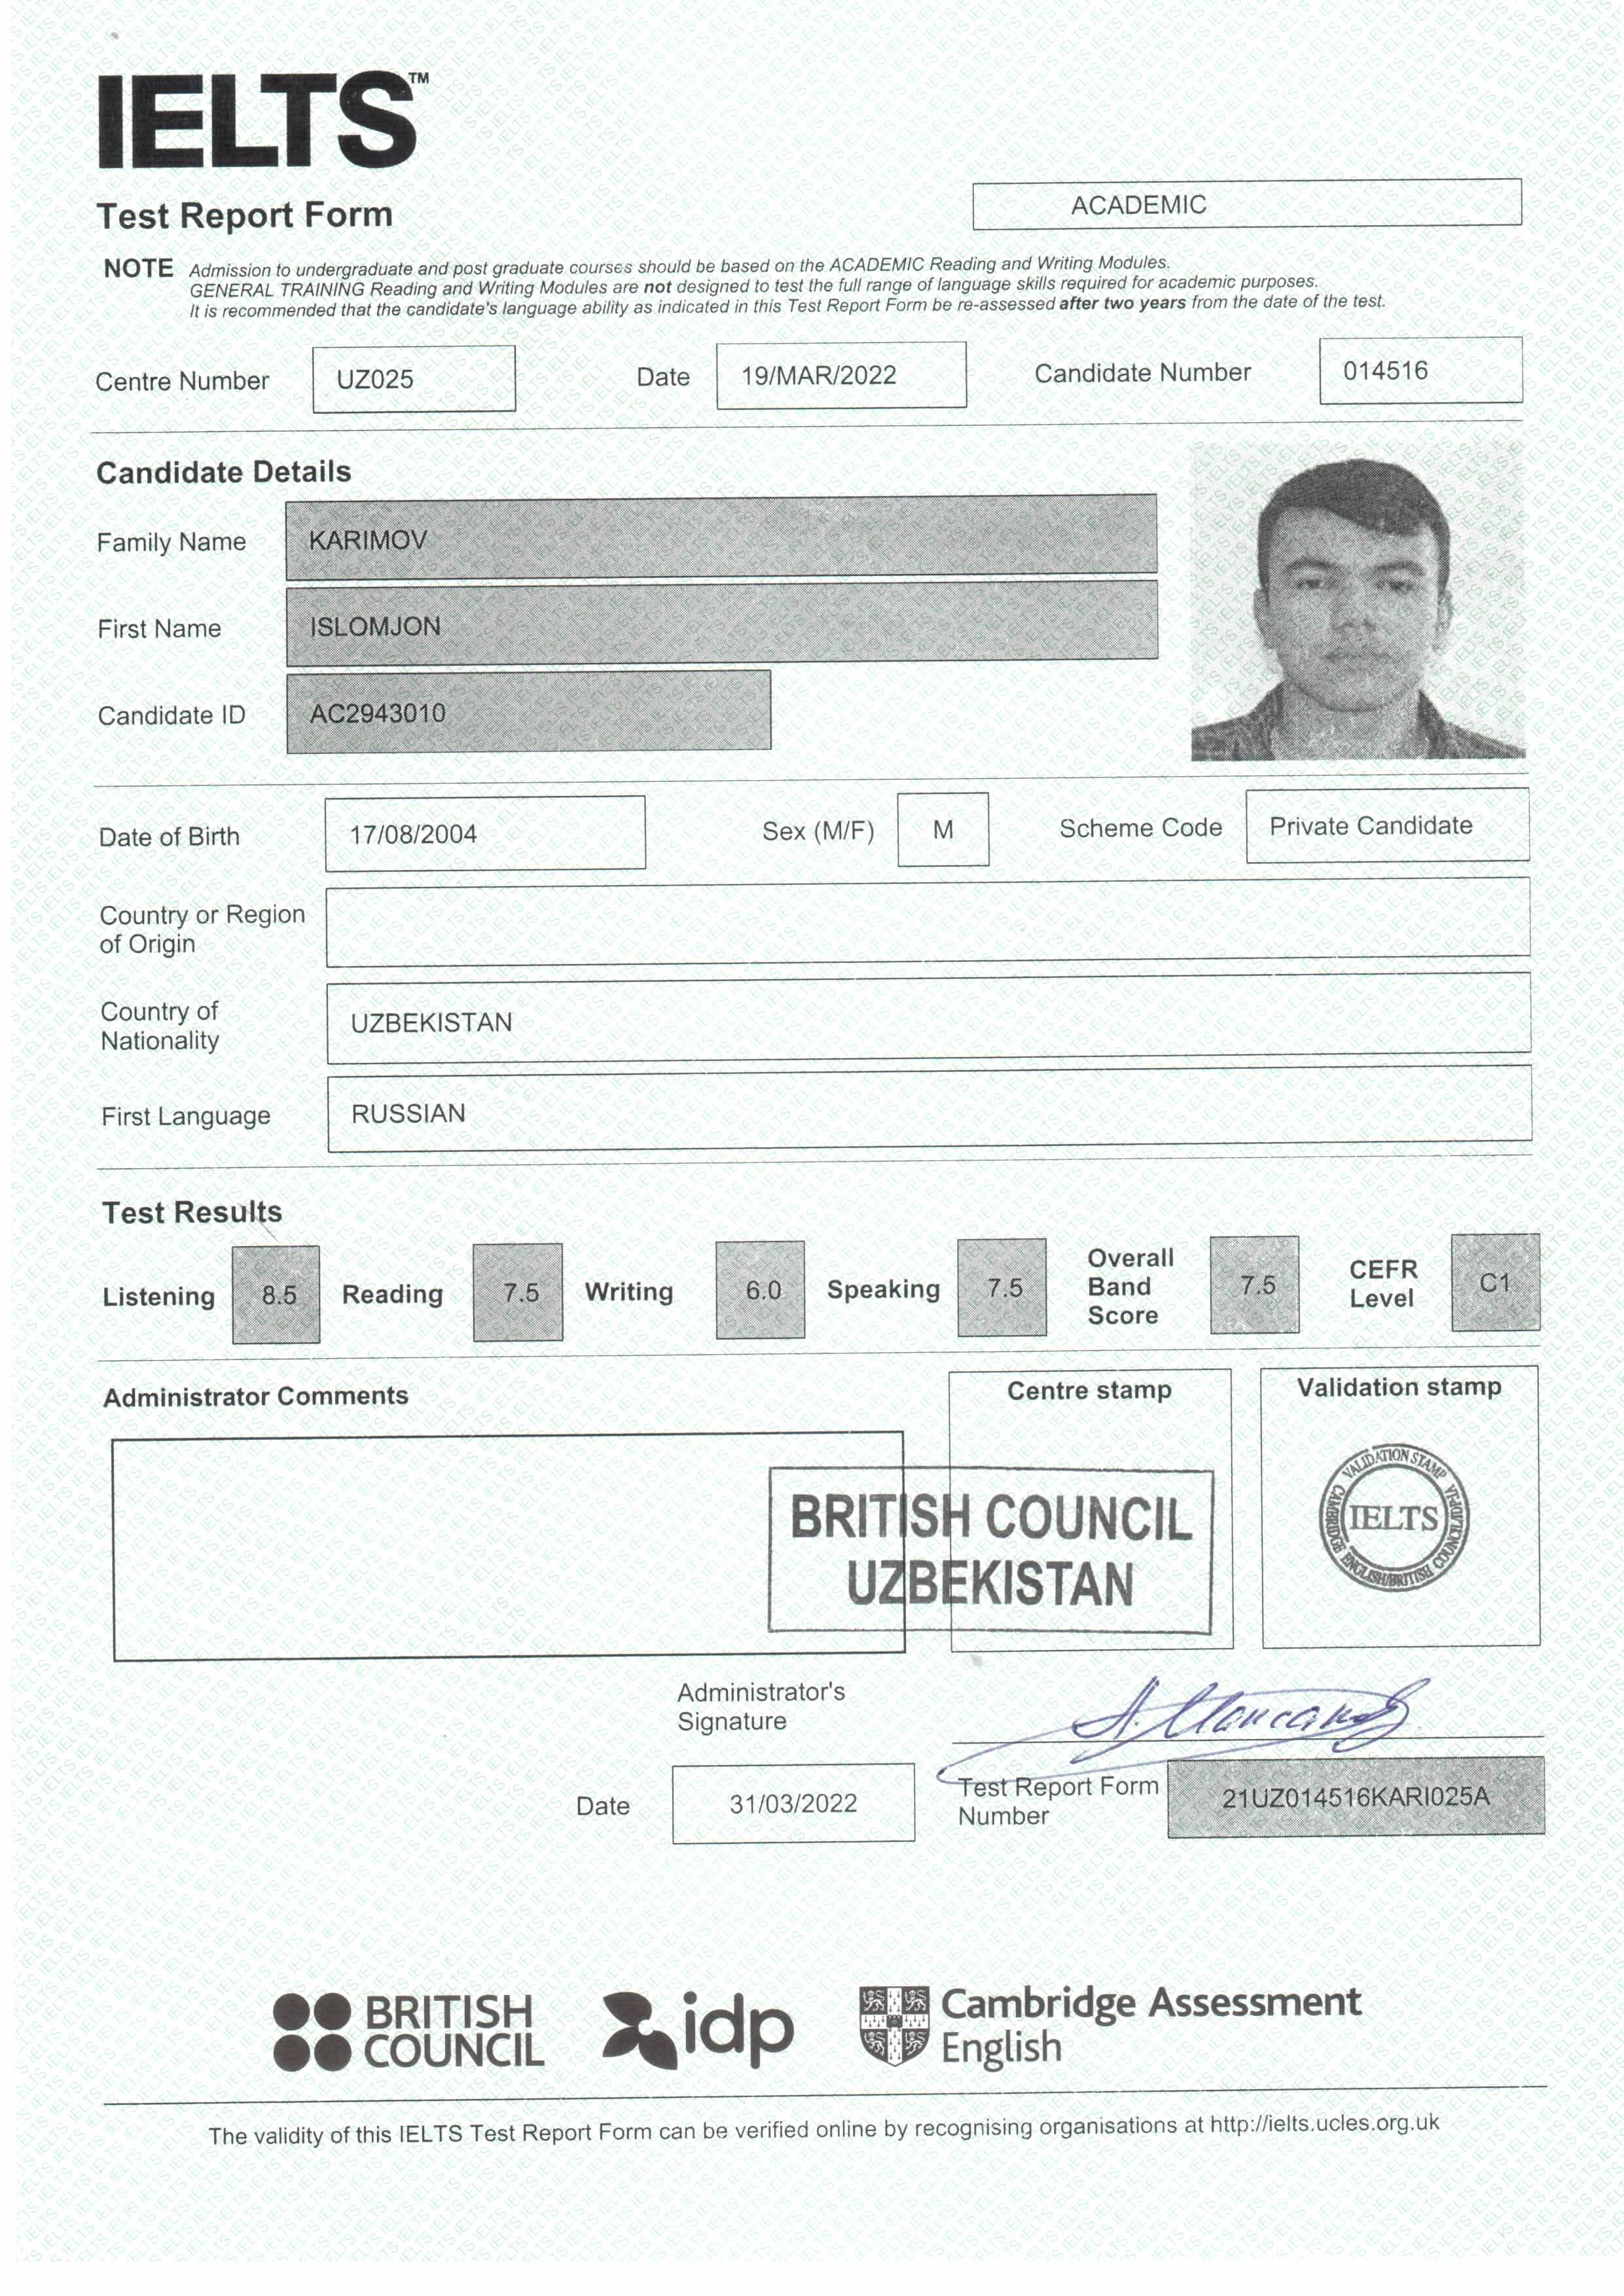 IELTS™
Test Report Form
ACADEMIC
NOTE Admission to undergraduate and post graduate courses should be based on the ACADEMIC Reading and Writing Modules.
GENERAL TRAINING Reading and Writing Modules are not designed to test the full range of language skills required for academic purposes.
It is recommended that the candidate's language ability as indicated in this Test Report Form be re-assessed after two years from the date of the test.
Centre Number UZ025 Date 19/MAR/2022 Candidate Number 014516
Candidate Details
Family Name KARIMOV
First Name ISLOMJON
Candidate ID AC2943010
Date of Birth 17/08/2004 Sex (M/F) M Scheme Code Private Candidate
Country or Region
of Origin
Country of
Nationality UZBEKISTAN
First Language RUSSIAN
Test Results
Listening 8.5 Reading 7.5 Writing 6.0 Speaking 7.5 Overall Band Score 7.5 CEFR Level C1
Administrator Comments
Centre stamp
Validation stamp
BRITISH COUNCIL
UZBEKISTAN
VALIDATION STAMP
IELTS
CAMBRIDGE ENGLISH/BRITISH COUNCIL/IDP:IA
Administrator's
Signature
Date 31/03/2022
Test Report Form
Number 21UZ014516KARI025A
BRITISH
COUNCIL
idp
Cambridge Assessment
English
The validity of this IELTS Test Report Form can be verified online by recognising organisations at http://ielts.ucles.org.uk